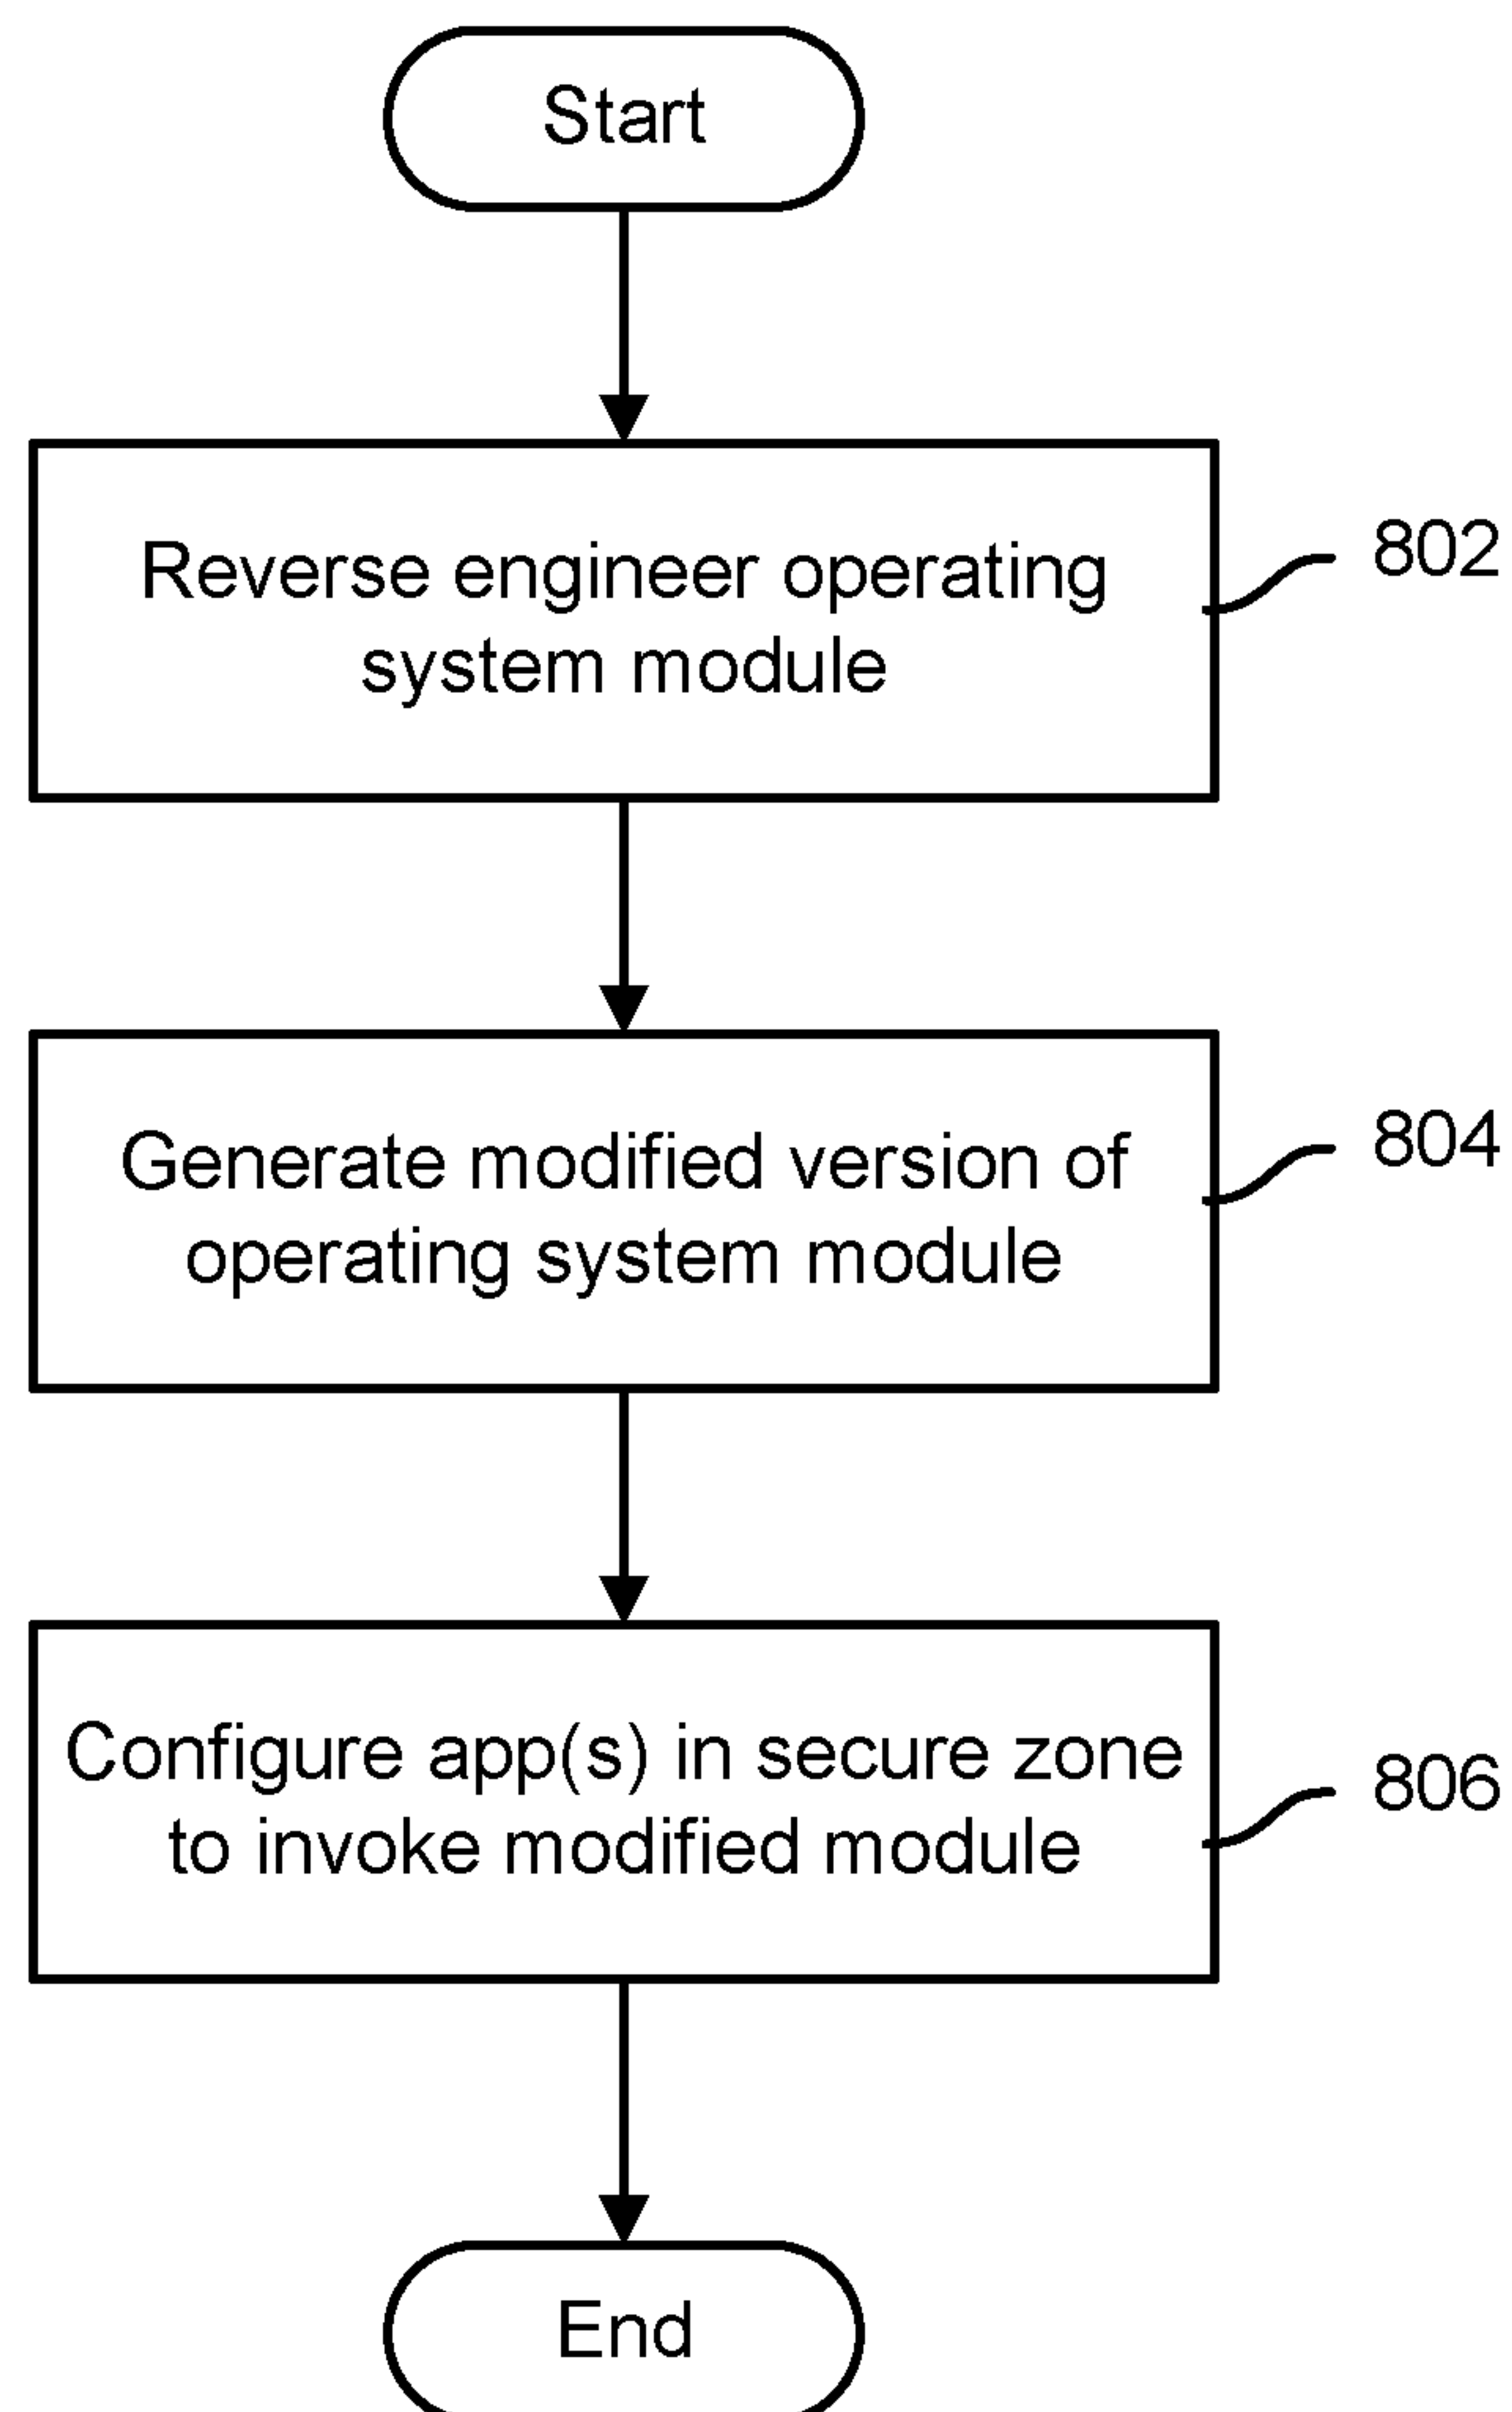 Start
Reverse engineer operating
system module
802
Generate modified version of
operating system module
804
Configure app(s) in secure zone
to invoke modified module
806
End